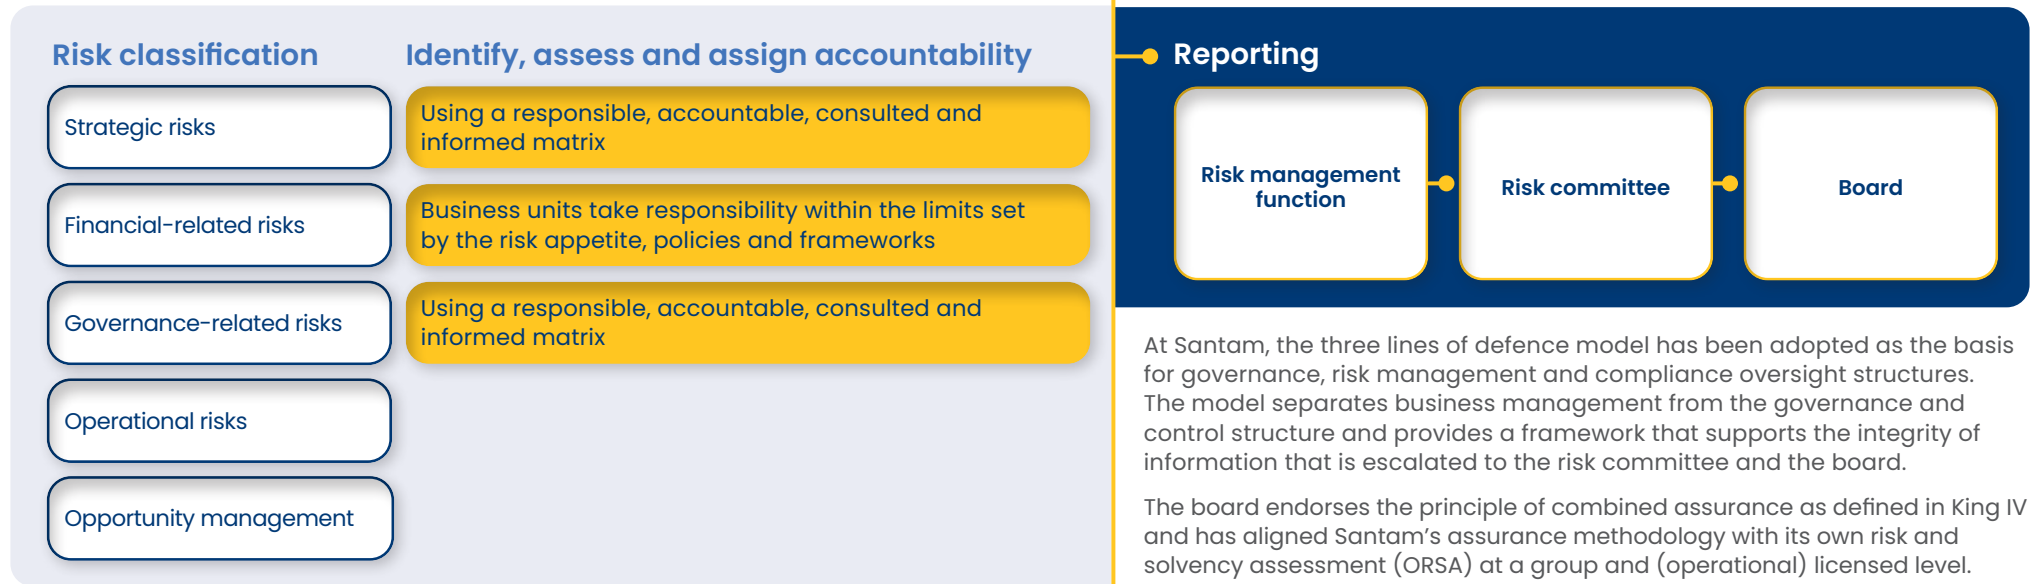 Risk classification
Strategic risks
Financial-related risks
Governance-related risks
Operational risks
Opportunity management
Identify, assess and assign accountability
Using a responsible, accountable, consulted and
informed matrix
Business units take responsibility within the limits set
by the risk appetite, policies and frameworks
Using a responsible, accountable, consulted and
informed matrix
Reporting
Risk management
function
Risk committee
Board
At Santam, the three lines of defence model has been adopted as the basis
for governance, risk management and compliance oversight structures.
The model separates business management from the governance and
control structure and provides a framework that supports the integrity of
information that is escalated to the risk committee and the board.
The board endorses the principle of combined assurance as defined in King IV
and has aligned Santam’s assurance methodology with its own risk and
solvency assessment (ORSA) at a group and (operational) licensed level.